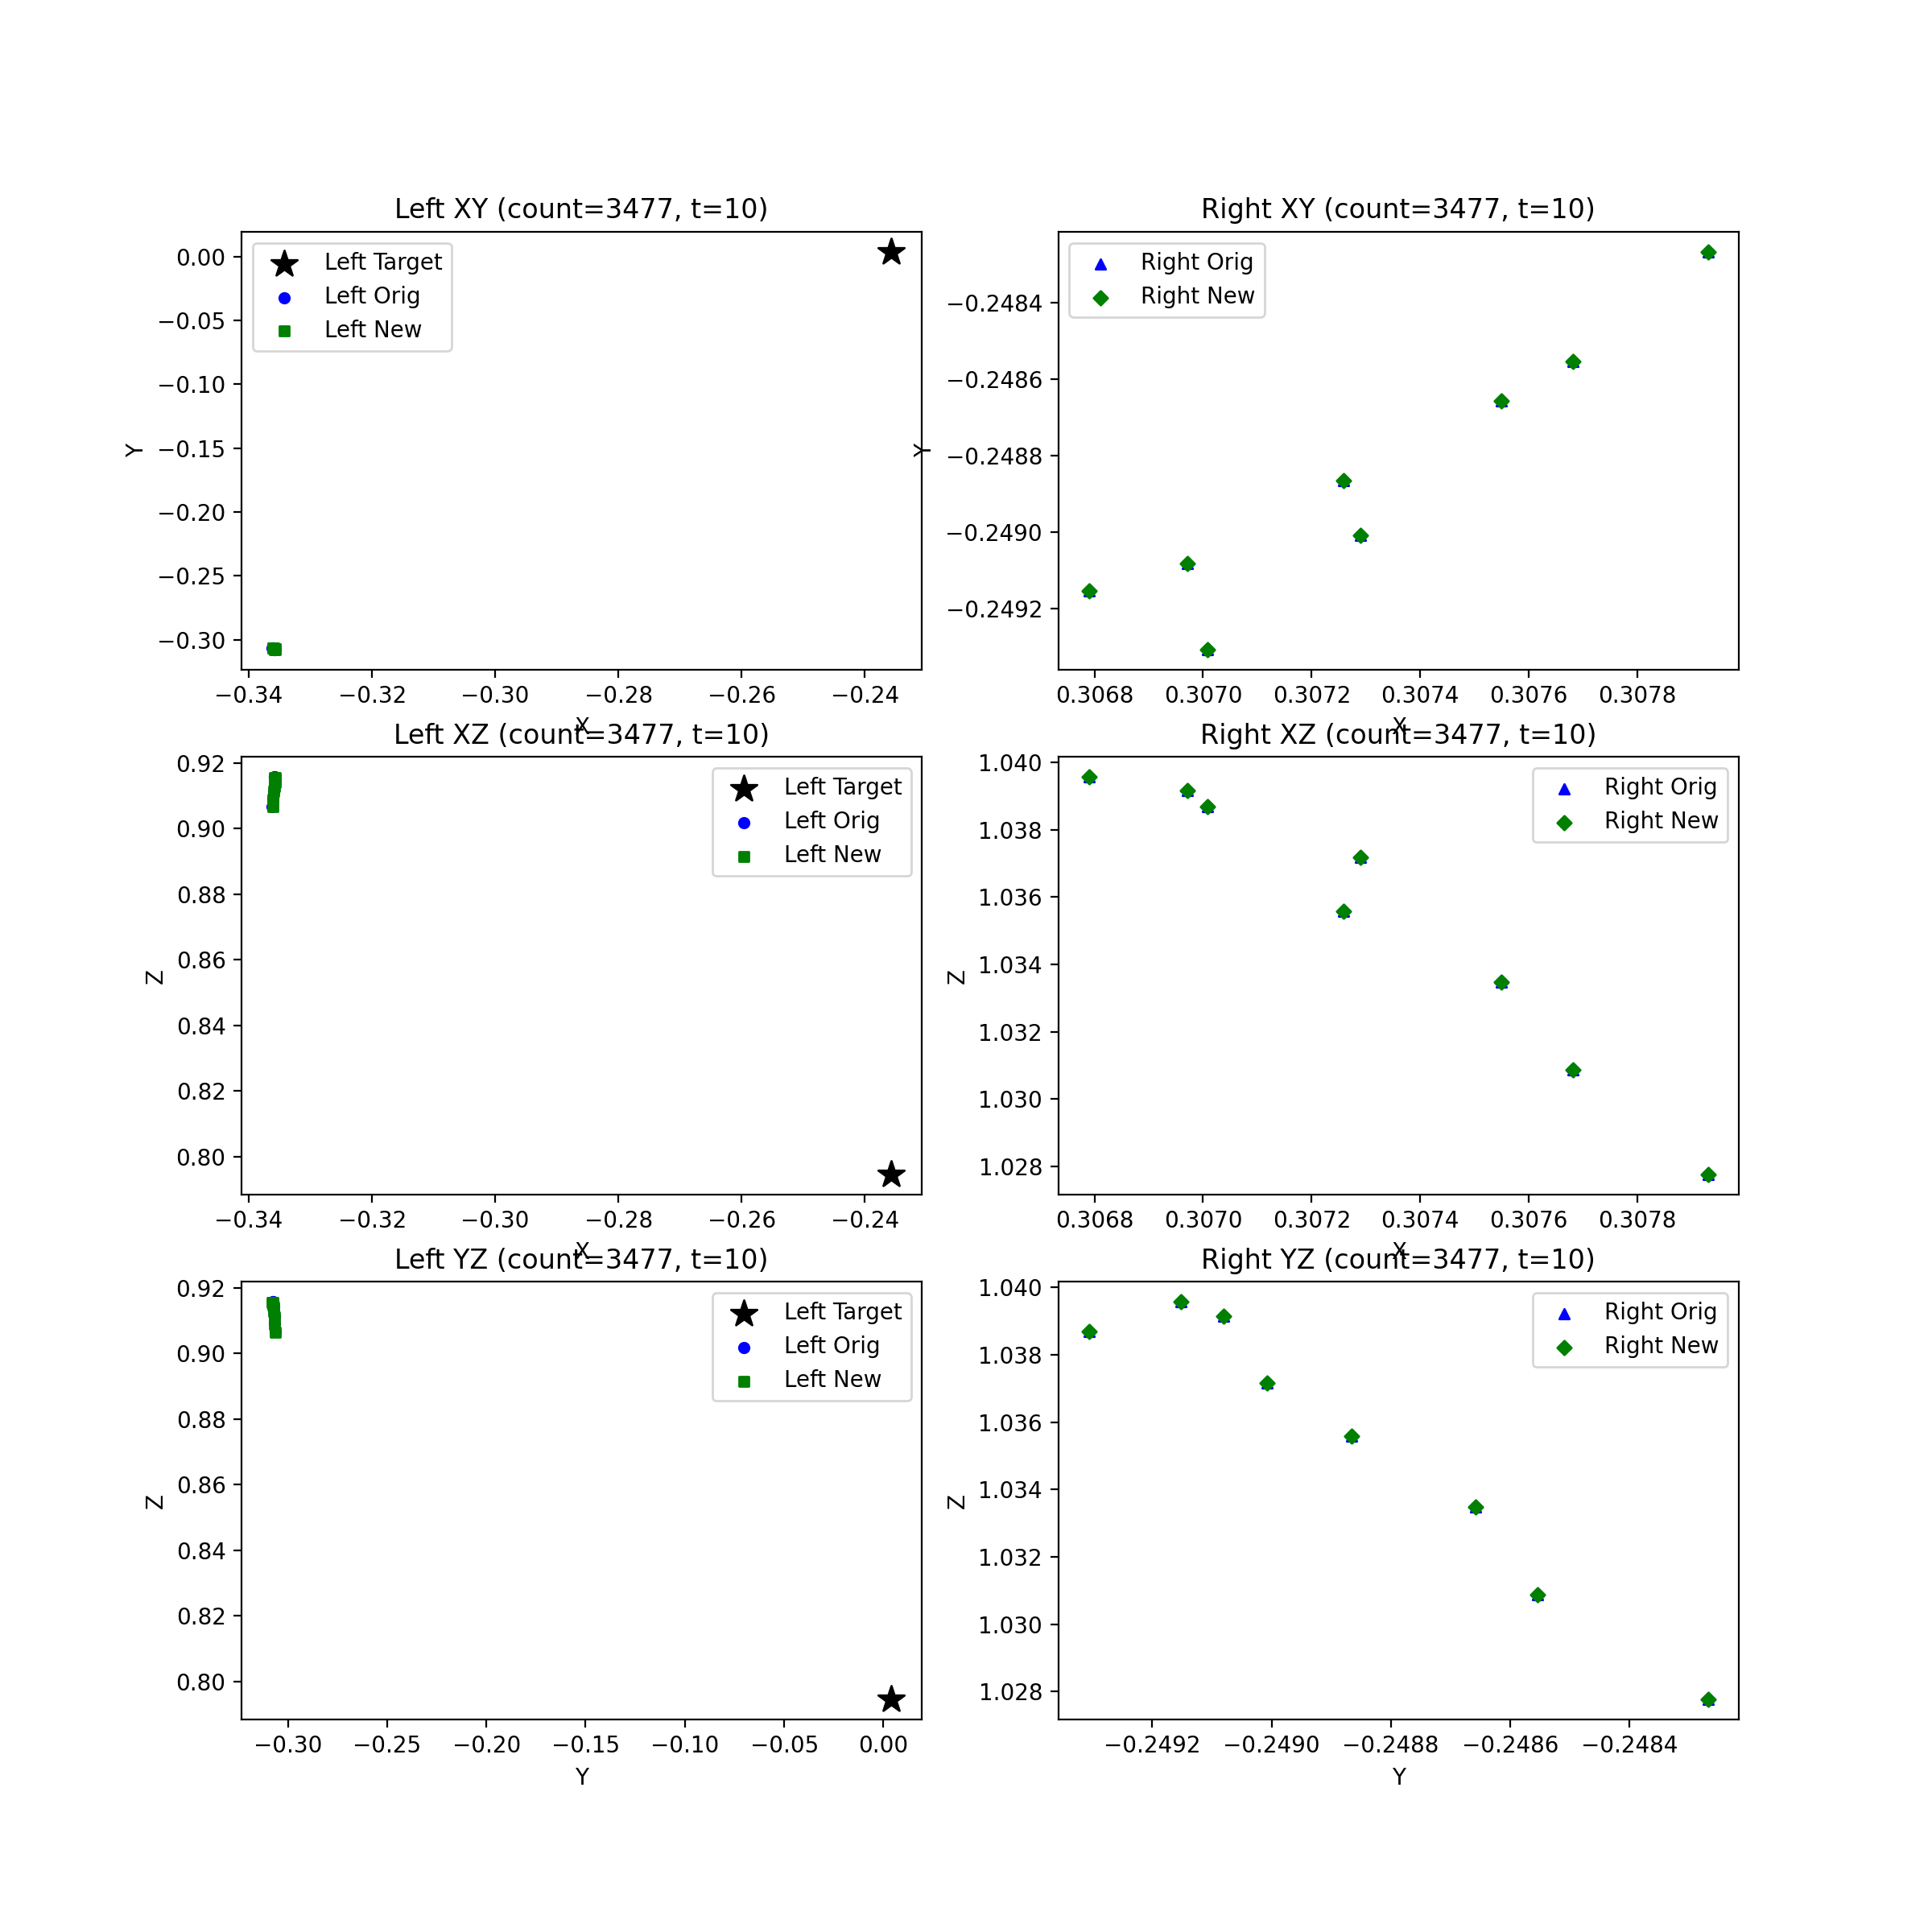 Left XY (count=3477, t=10)
Left Target
Left Orig
Left New
0.00
−0.05
−0.10
−0.15
−0.20
−0.25
−0.30
Y
−0.34 −0.32 −0.30 −0.28 −0.26 −0.24
X
Right XY (count=3477, t=10)
Right Orig
Right New
−0.2484
−0.2486
−0.2488
−0.2490
−0.2492
Y
0.3068 0.3070 0.3072 0.3074 0.3076 0.3078
X
Left XZ (count=3477, t=10)
Left Target
Left Orig
Left New
0.92
0.90
0.88
0.86
0.84
0.82
0.80
Z
−0.34 −0.32 −0.30 −0.28 −0.26 −0.24
X
Right XZ (count=3477, t=10)
Right Orig
Right New
1.040
1.038
1.036
1.034
1.032
1.030
1.028
Z
0.3068 0.3070 0.3072 0.3074 0.3076 0.3078
X
Left YZ (count=3477, t=10)
Left Target
Left Orig
Left New
0.92
0.90
0.88
0.86
0.84
0.82
0.80
Z
−0.30 −0.25 −0.20 −0.15 −0.10 −0.05 0.00
Y
Right YZ (count=3477, t=10)
Right Orig
Right New
1.040
1.038
1.036
1.034
1.032
1.030
1.028
Z
−0.2492 −0.2490 −0.2488 −0.2486 −0.2484
Y